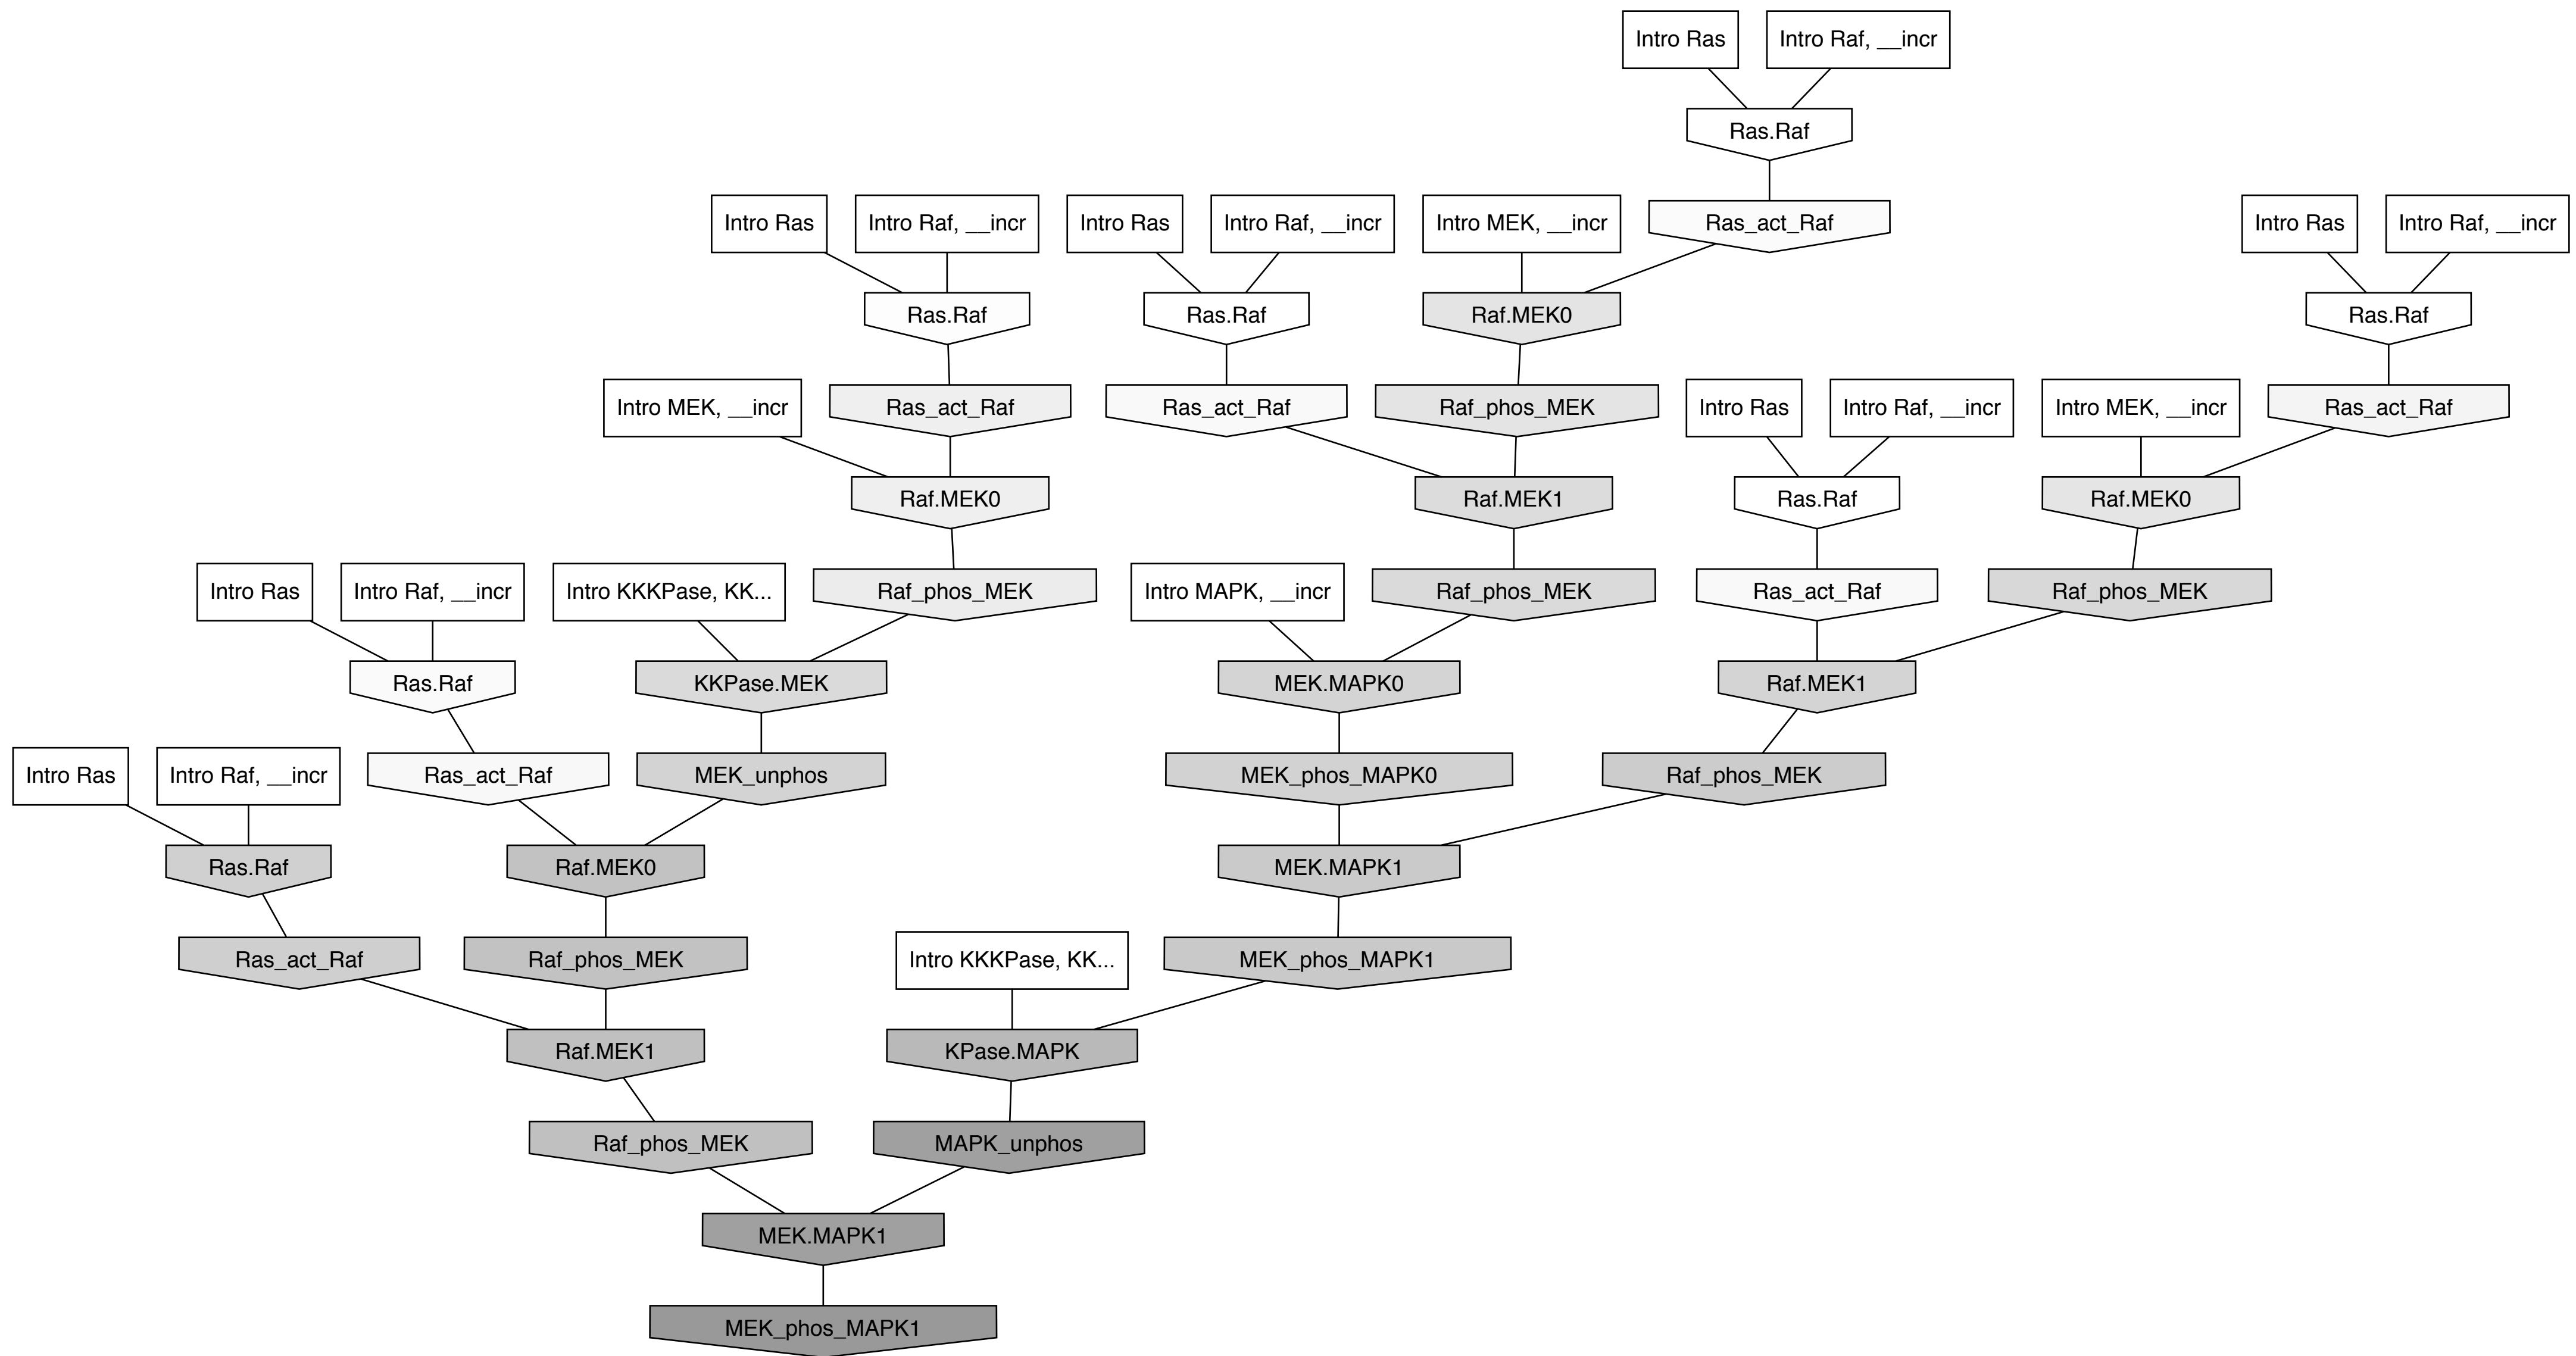 Intro Ras
Intro Raf, __incr
Ras.Raf
Intro Ras
Intro Raf, __incr
Intro Ras
Intro Raf, __incr
Intro MEK, __incr
Ras_act_Raf
Intro Ras
Intro Raf, __incr
Ras.Raf
Ras.Raf
Raf.MEK0
Ras.Raf
Intro MEK, __incr
Ras_act_Raf
Ras_act_Raf
Raf_phos_MEK
Intro Ras
Intro Raf, __incr
Intro MEK, __incr
Ras_act_Raf
Raf.MEK0
Raf.MEK1
Ras.Raf
Raf.MEK0
Intro Ras
Intro Raf, __incr
Intro KKKPase, KK...
Raf_phos_MEK
Intro MAPK, __incr
Raf_phos_MEK
Ras_act_Raf
Raf_phos_MEK
Ras.Raf
KKPase.MEK
MEK.MAPK0
Raf.MEK1
Intro Ras
Intro Raf, __incr
Ras_act_Raf
MEK_unphos
MEK_phos_MAPK0
Raf_phos_MEK
Ras.Raf
Raf.MEK0
MEK.MAPK1
Ras_act_Raf
Raf_phos_MEK
Intro KKKPase, KK...
MEK_phos_MAPK1
Raf.MEK1
KPase.MAPK
Raf_phos_MEK
MAPK_unphos
MEK.MAPK1
MEK_phos_MAPK1